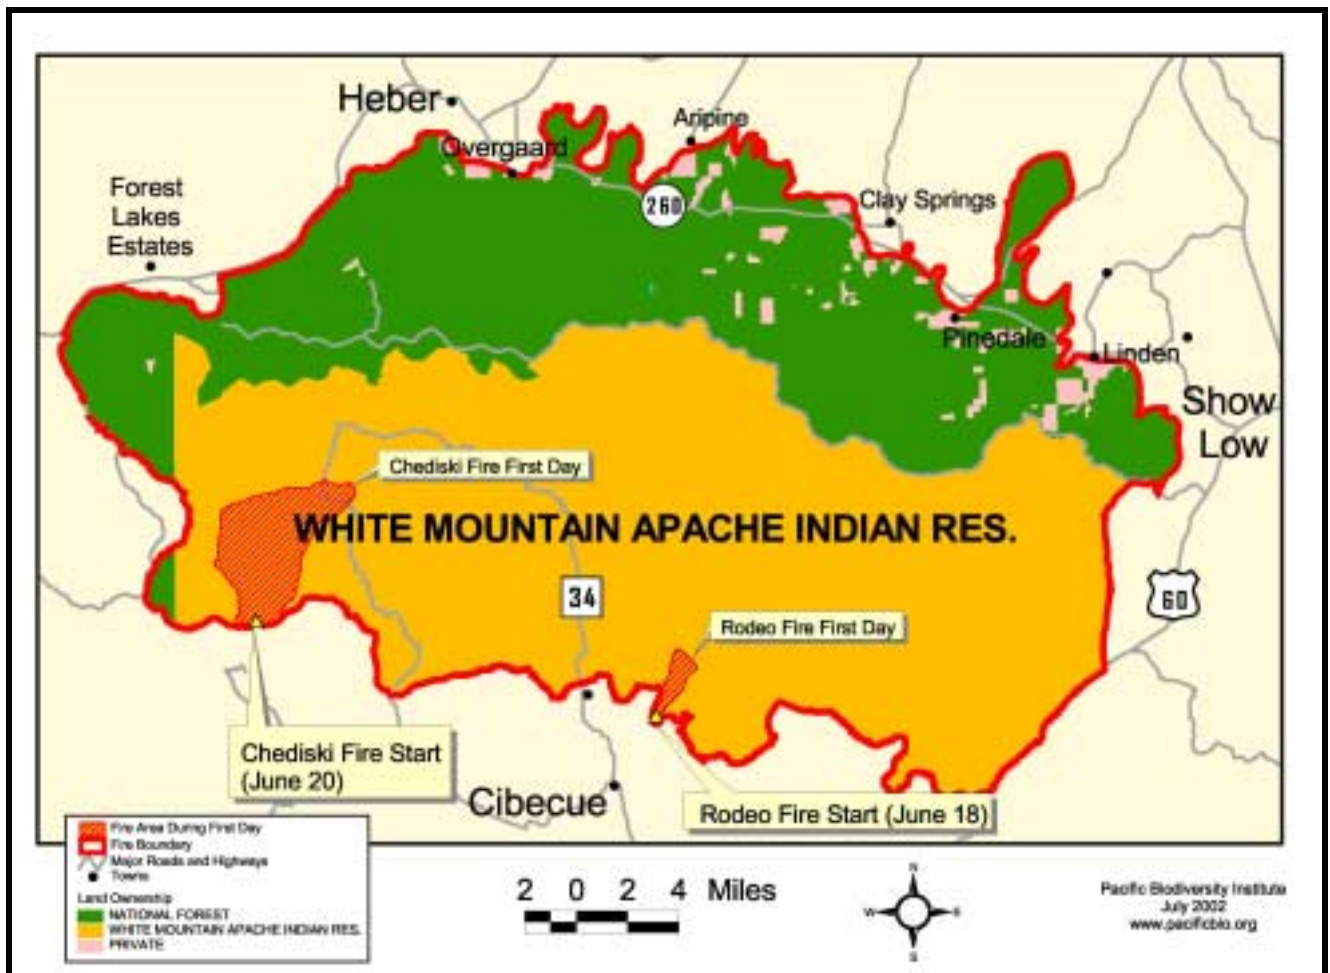 Heber
Aripine
Overgaard
Forest
Lakes
Estates
260
Clay Springs
Pinedale
Linden
Show
Low
Chediski Fire First Day
WHITE MOUNTAIN APACHE INDIAN RES.
34
60
Rodeo Fire First Day
Chediski Fire Start
(June 20)
Cibecue
Rodeo Fire Start (June 18)
Fire Area During First Day
Fire Boundary
Major Roads and Highways
Towns
Land Ownership
NATIONAL FOREST
WHITE MOUNTAIN APACHE INDIAN RES.
PRIVATE
2 0 2 4 Miles
N
W E
S
Pacific Biodiversity Institute
July 2002
www.pacificbio.org